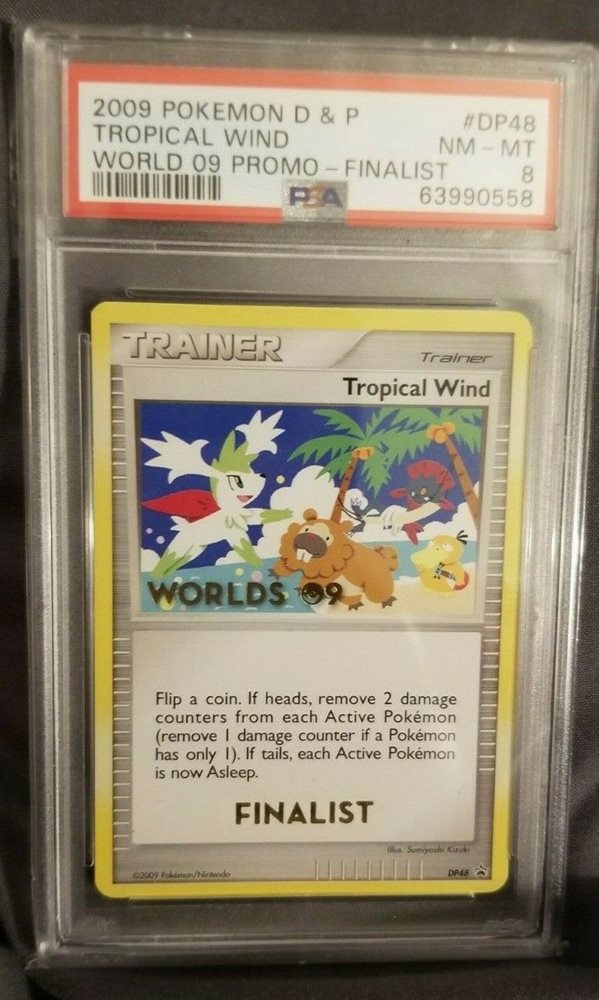 2009 POKEMON D & P #DP48
TROPICAL WIND NM - MT
WORLD 09 PROMO - FINALIST 8
PSA 63990558
TRAINER Trainer
Tropical Wind
WORLDS 09
Flip a coin. If heads, remove 2 damage
counters from each Active Pokémon
(remove 1 damage counter if a Pokémon
has only 1). If tails, each Active Pokémon
is now Asleep.
FINALIST
Illus. Sumiyoshi Kizuki
©2009 Pokémon/Nintendo DP48